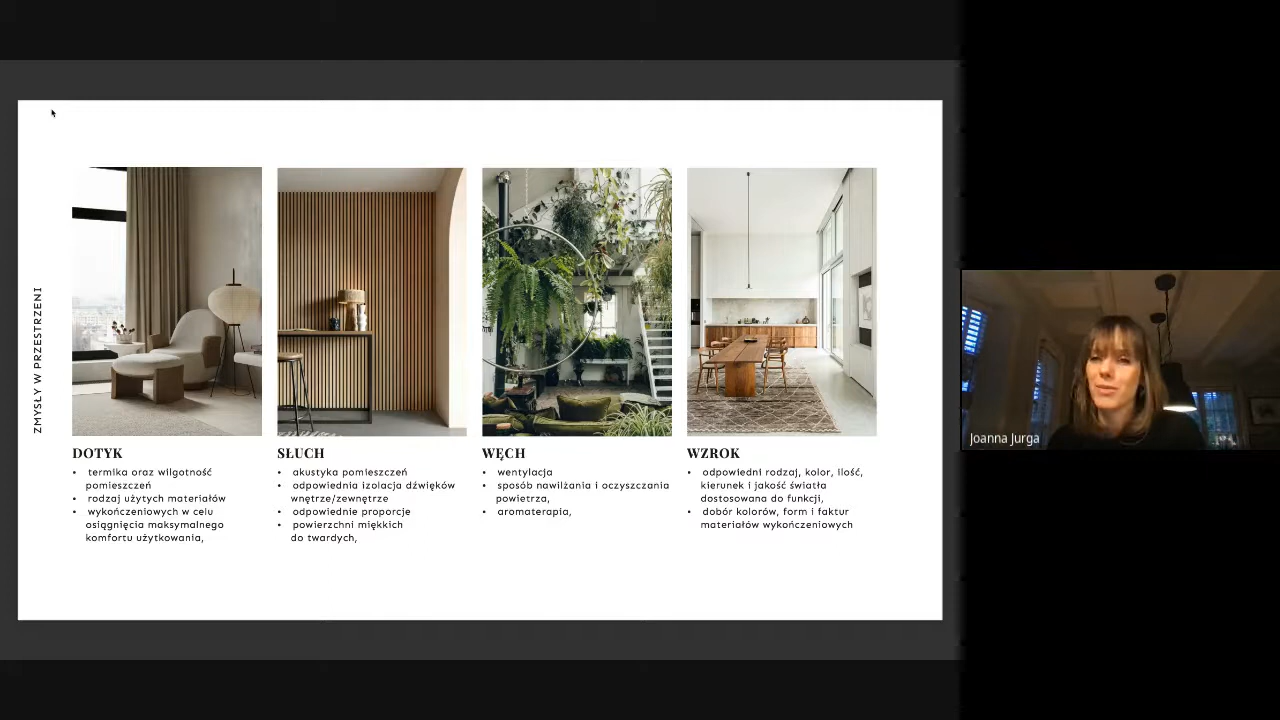 ZMYSŁY W PRZESTRZENI
DOTYK
• termika oraz wilgotność
pomieszczeń
• rodzaj użytych materiałów
• wykończeniowych w celu
osiągnięcia maksymalnego
komfortu użytkowania,
SŁUCH
• akustyka pomieszczeń
• odpowiednia izolacja dźwięków
wnętrze/zewnętrze
• odpowiednie proporcje
• powierzchni miękkich
do twardych,
WĘCH
• wentylacja
• sposób nawilżania i oczyszczania
powietrza,
• aromaterapia,
WZROK
• odpowiedni rodzaj, kolor, ilość,
kierunek i jakość światła
dostosowana do funkcji,
• dobór kolorów, form i faktur
materiałów wykończeniowych
Joanna Jurga